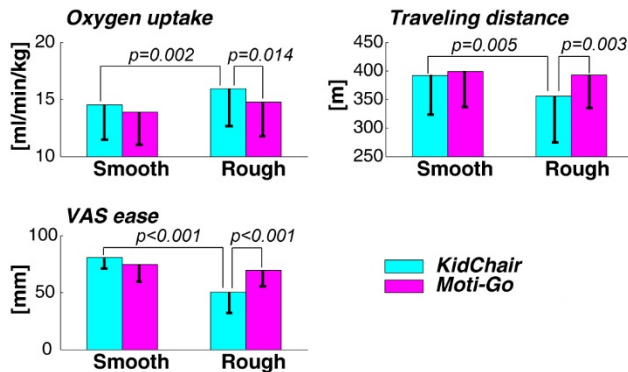 Oxygen uptake
20
15
10
[ml/min/kg]
p=0.002
p=0.014
Smooth
Rough
Traveling distance
400
350
300
250
[m]
p=0.005
p=0.003
Smooth
Rough
VAS ease
100
50
0
[mm]
p<0.001
p<0.001
Smooth
Rough
KidChair
Moti-Go